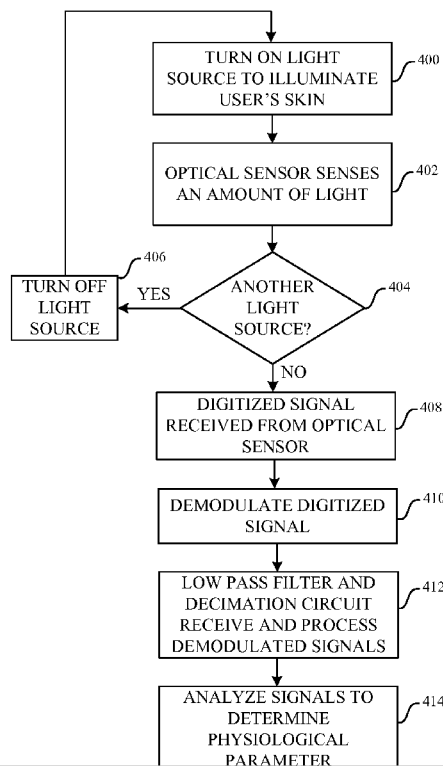 TURN ON LIGHT
SOURCE TO ILLUMINATE
USER'S SKIN
400
OPTICAL SENSOR SENSES
AN AMOUNT OF LIGHT
402
ANOTHER
LIGHT
SOURCE?
404
YES
406
TURN OFF
LIGHT
SOURCE
NO
DIGITIZED SIGNAL
RECEIVED FROM OPTICAL
SENSOR
408
DEMODULATE DIGITIZED
SIGNAL
410
LOW PASS FILTER AND
DECIMATION CIRCUIT
RECEIVE AND PROCESS
DEMODULATED SIGNALS
412
ANALYZE SIGNALS TO
DETERMINE
PHYSIOLOGICAL
PARAMETER
414